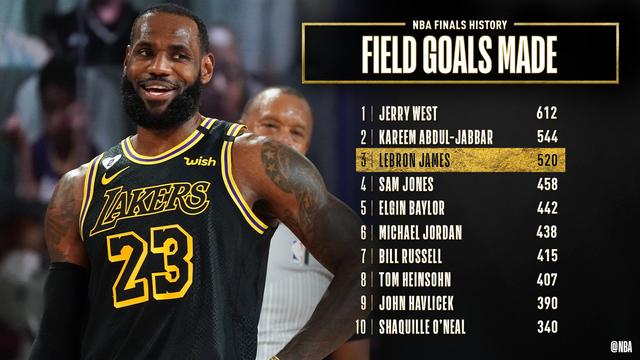 NBA FINALS HISTORY
FIELD GOALS MADE
1 JERRY WEST 612
2 KAREEM ABDUL-JABBAR 544
3 LEBRON JAMES 520
4 SAM JONES 458
5 ELGIN BAYLOR 442
6 MICHAEL JORDAN 438
7 BILL RUSSELL 415
8 TOM HEINSOHN 407
9 JOHN HAVLICEK 390
10 SHAQUILLE O'NEAL 340
wish
LAKERS
23
@NBA